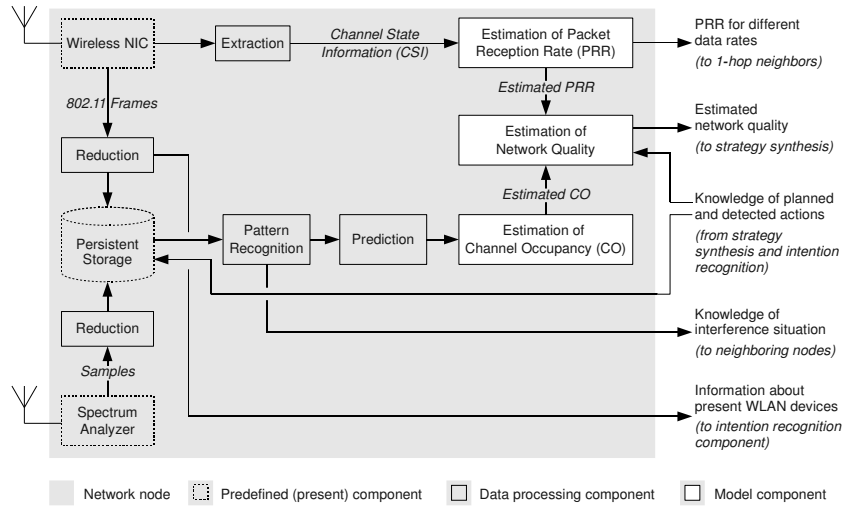 Wireless NIC
Extraction
Channel State
Information (CSI)
Estimation of Packet
Reception Rate (PRR)
PRR for different
data rates
(to 1-hop neighbors)
802.11 Frames
Estimated PRR
Reduction
Estimation of
Network Quality
Estimated
network quality
(to strategy synthesis)
Estimated CO
Persistent
Storage
Pattern
Recognition
Prediction
Estimation of
Channel Occupancy (CO)
Knowledge of planned
and detected actions
(from strategy
synthesis and intention
recognition)
Reduction
Knowledge of
interference situation
(to neighboring nodes)
Samples
Spectrum
Analyzer
Information about
present WLAN devices
(to intention recognition
component)
Network node
Predefined (present) component
Data processing component
Model component